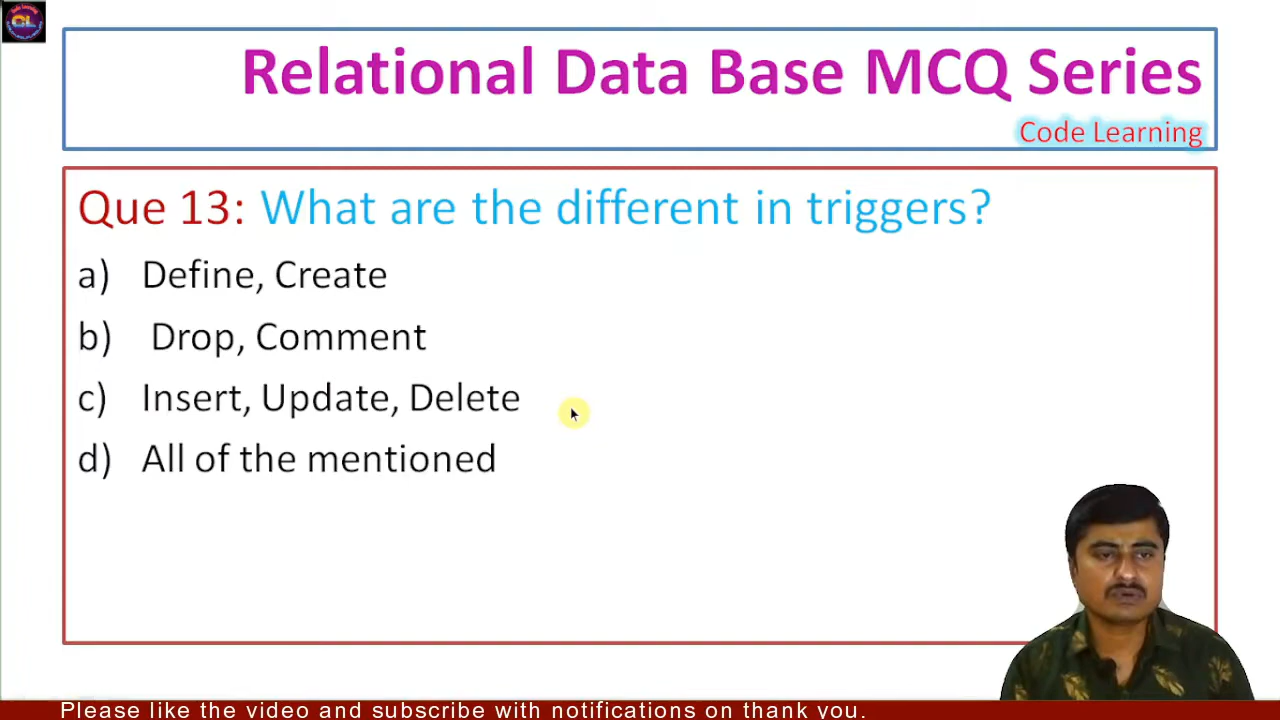 Relational Data Base MCQ Series
Code Learning
Que 13: What are the different in triggers?
a) Define, Create
b) Drop, Comment
c) Insert, Update, Delete
d) All of the mentioned
Please like the video and subscribe with notifications on thank you.